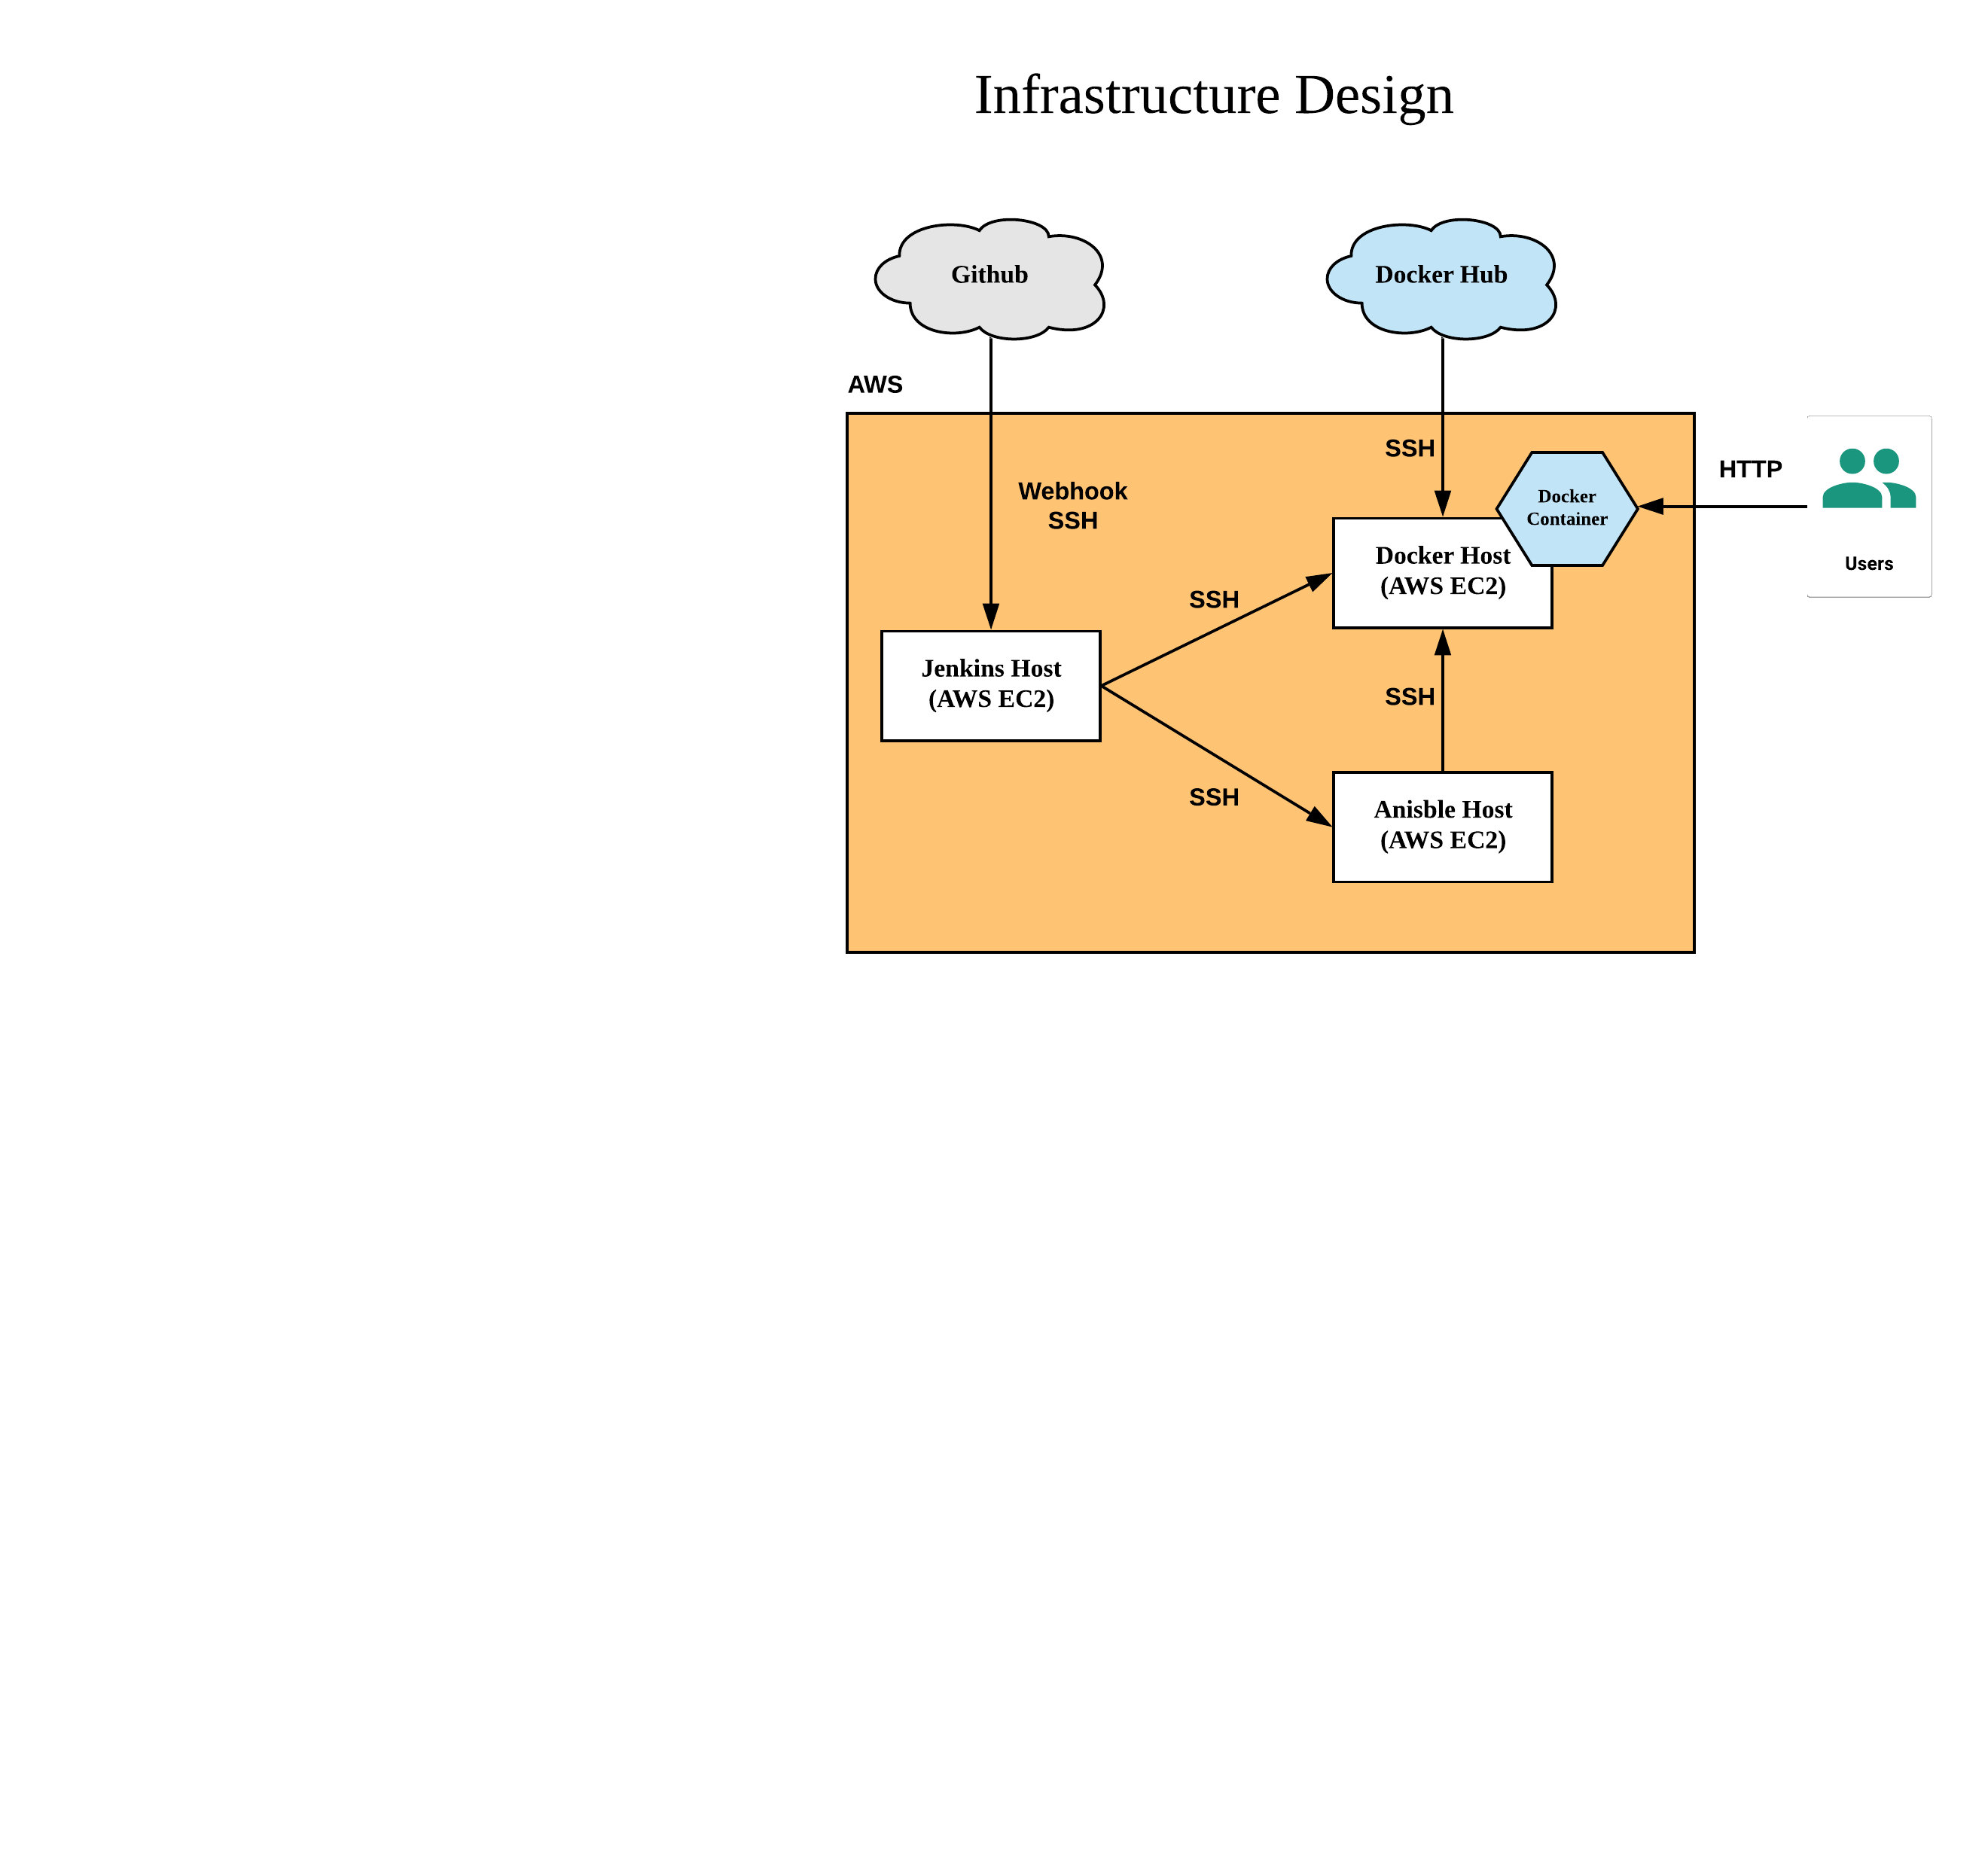 Infrastructure Design
Github
Docker Hub
AWS
SSH
HTTP
Webhook
SSH
Docker
Container
Users
Docker Host
(AWS EC2)
SSH
Jenkins Host
(AWS EC2)
SSH
SSH
Anisble Host
(AWS EC2)